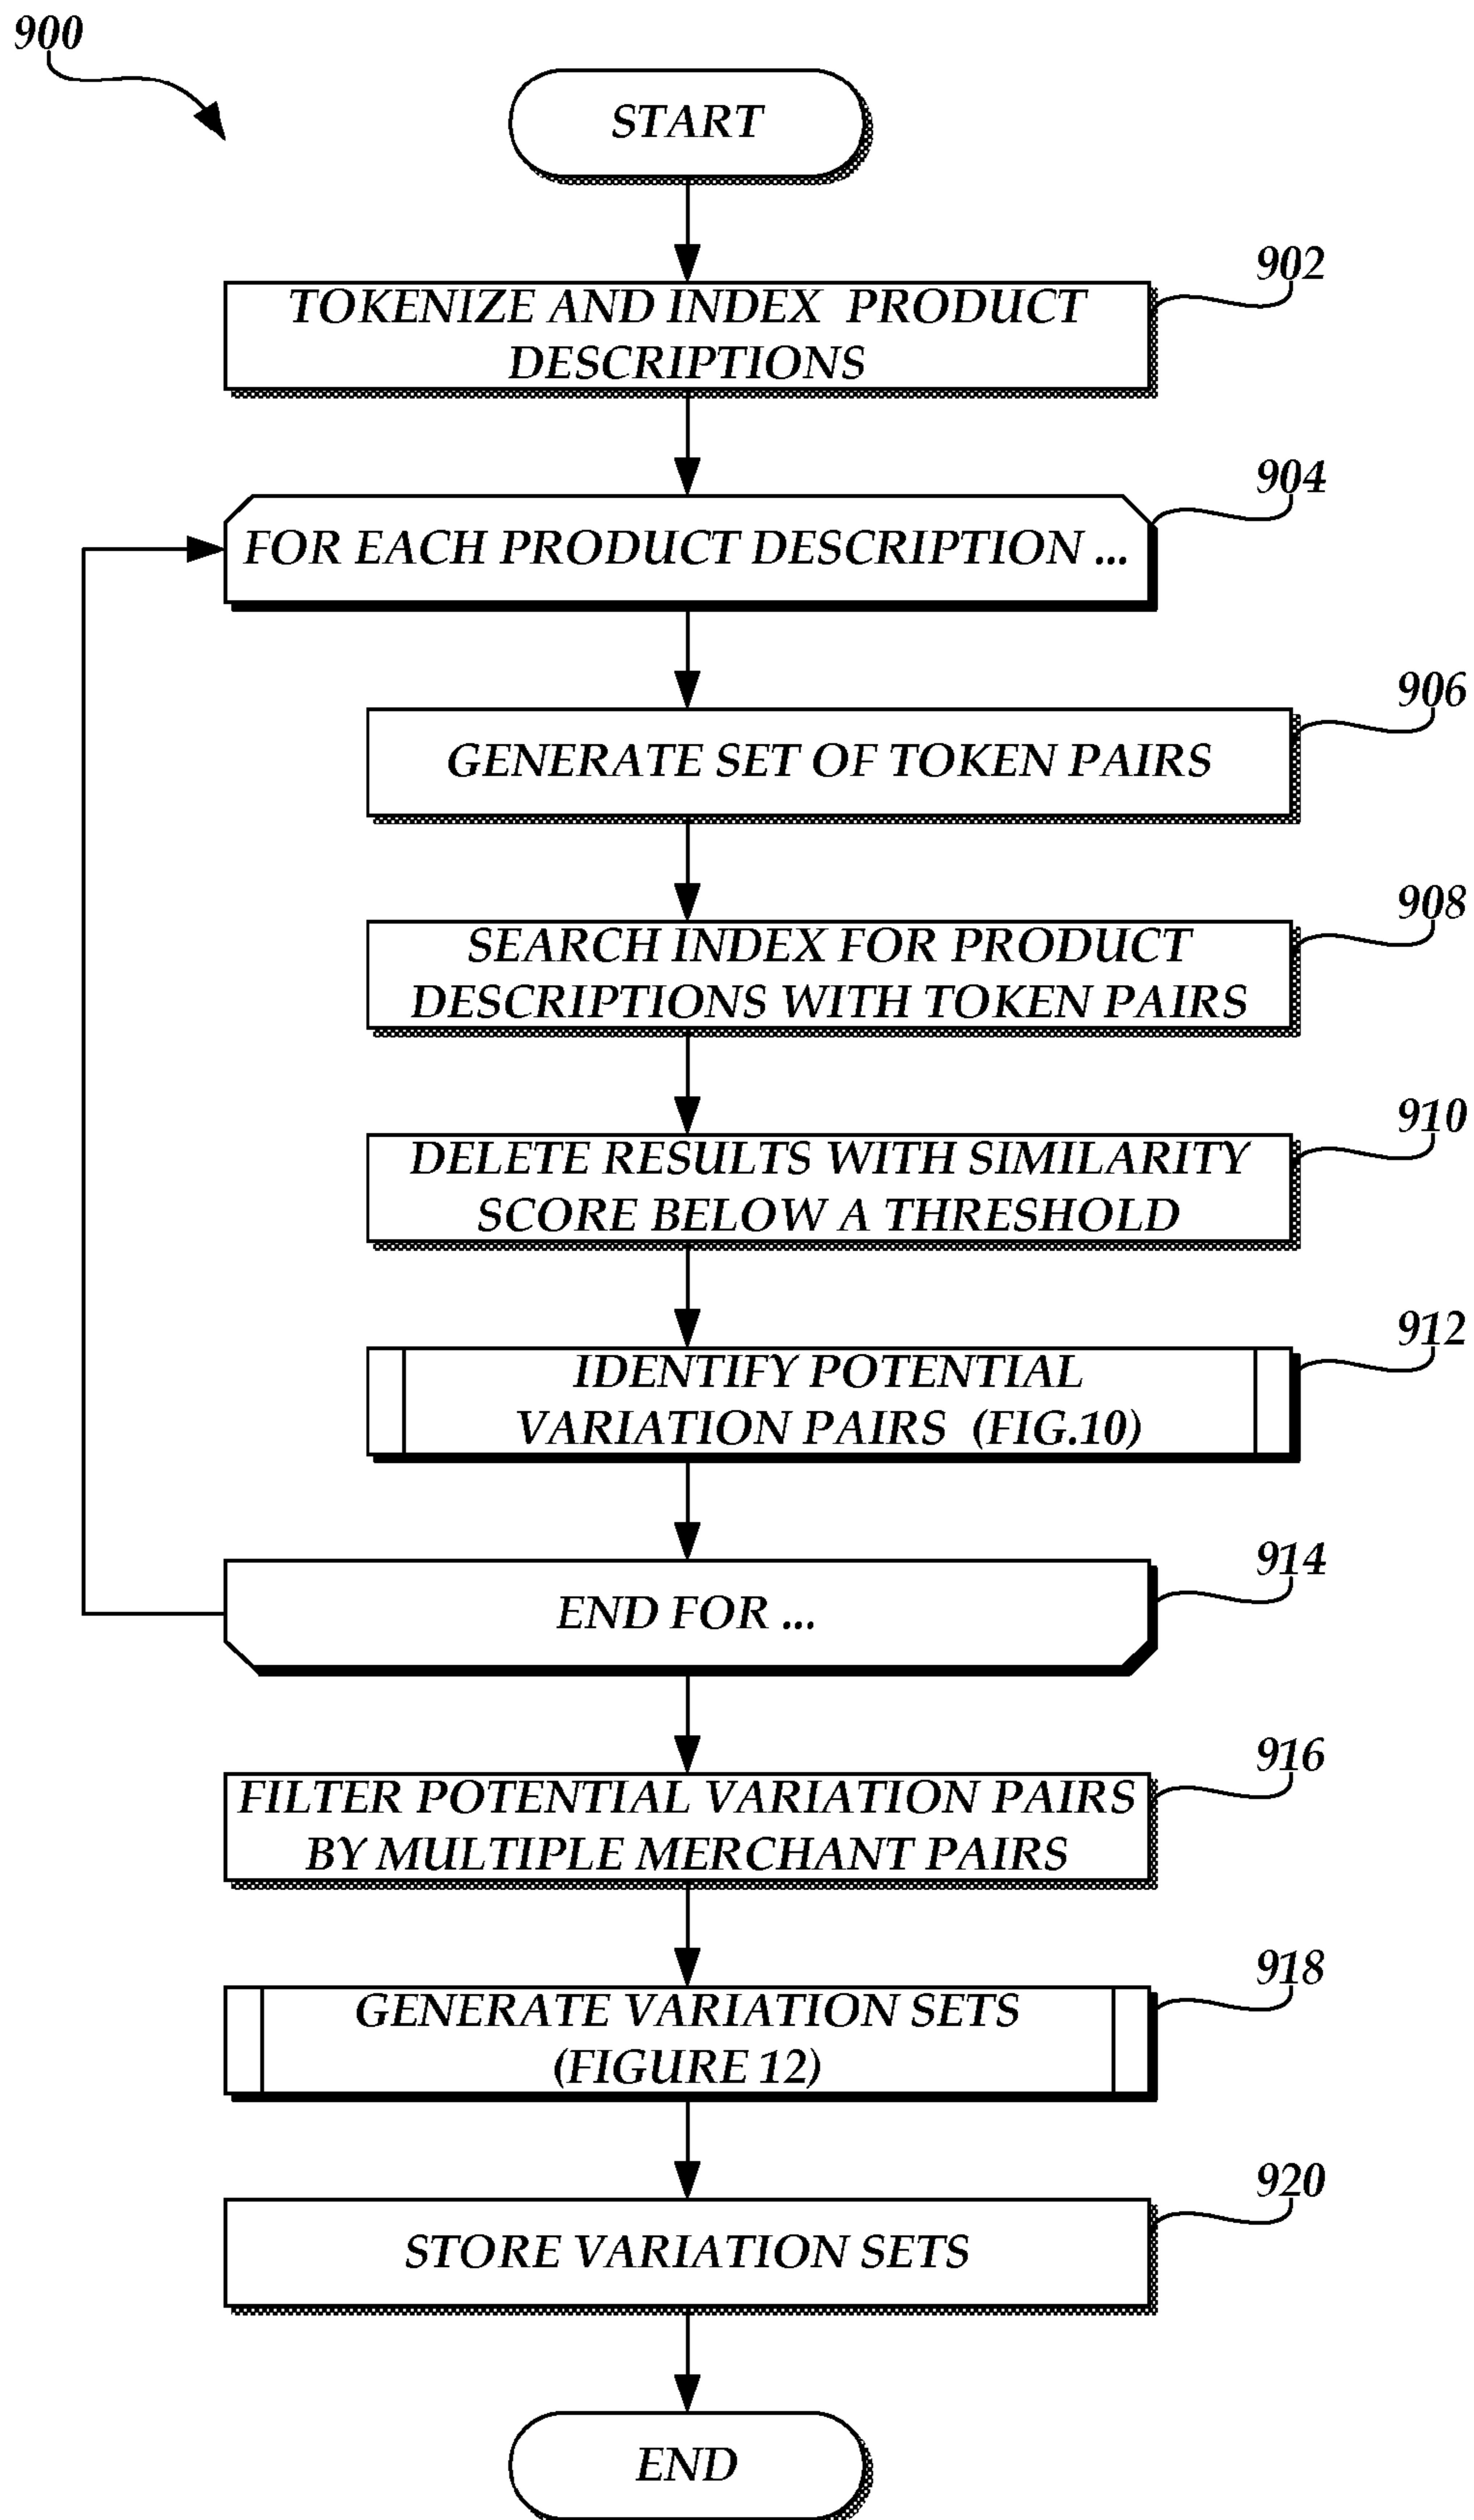 900
START
902
TOKENIZE AND INDEX PRODUCT
DESCRIPTIONS
904
FOR EACH PRODUCT DESCRIPTION ...
906
GENERATE SET OF TOKEN PAIRS
908
SEARCH INDEX FOR PRODUCT
DESCRIPTIONS WITH TOKEN PAIRS
910
DELETE RESULTS WITH SIMILARITY
SCORE BELOW A THRESHOLD
912
IDENTIFY POTENTIAL
VARIATION PAIRS (FIG.10)
914
END FOR ...
916
FILTER POTENTIAL VARIATION PAIRS
BY MULTIPLE MERCHANT PAIRS
918
GENERATE VARIATION SETS
(FIGURE 12)
920
STORE VARIATION SETS
END